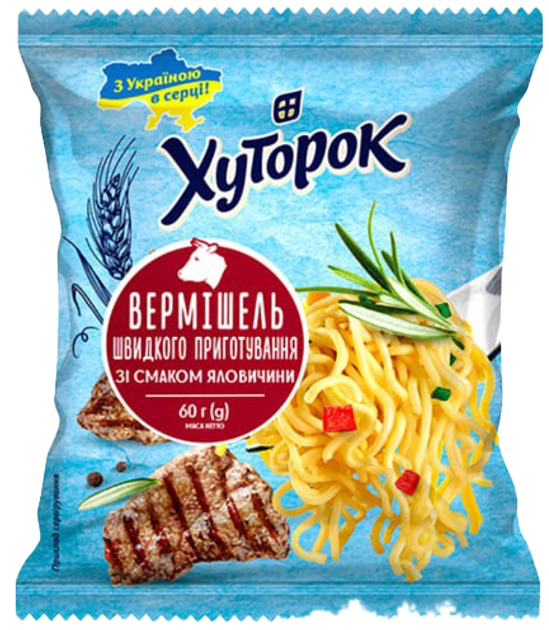 З Україною
в серці!
Хуторок
ВЕРМІШЕЛЬ
ШВИДКОГО ПРИГОТУВАННЯ
ЗІ СМАКОМ ЯЛОВИЧИНИ
60 г (g)
МАСА НЕТТО
Приклад сервірування